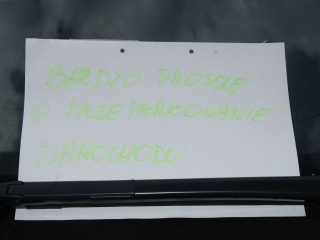 BARDZO PROSZĘ
O PRZEPARKOWANIE
SAMOCHODU